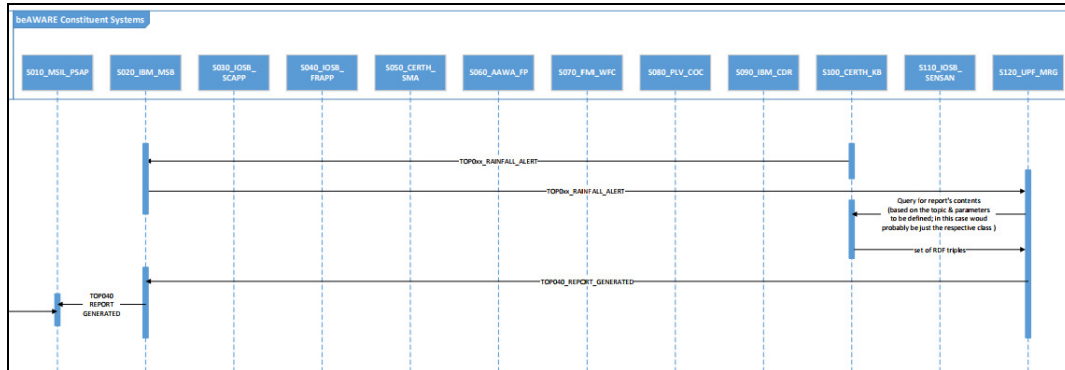 beAWARE Constituent Systems
S010_MSIL_PSAP
S020_IBM_MSB
S030_IOSB_
SCAPP
S040_IOSB_
FRAPP
S050_CERTH_
SMA
S060_AAWA_FP
S070_FMI_WFC
S080_PLV_COC
S090_IBM_CDR
S100_CERTH_KB
S110_IOSB_
SENSAN
S120_UPF_MRG
TOP0xx_RAINFALL_ALERT
TOP0xx_RAINFALL_ALERT
Query for report's contents
(based on the topic & parameters
to be defined; in this case woud
probably be just the respective class )
set of RDF triples
TOP040_REPORT_GENERATED
TOP040
REPORT
GENERATED